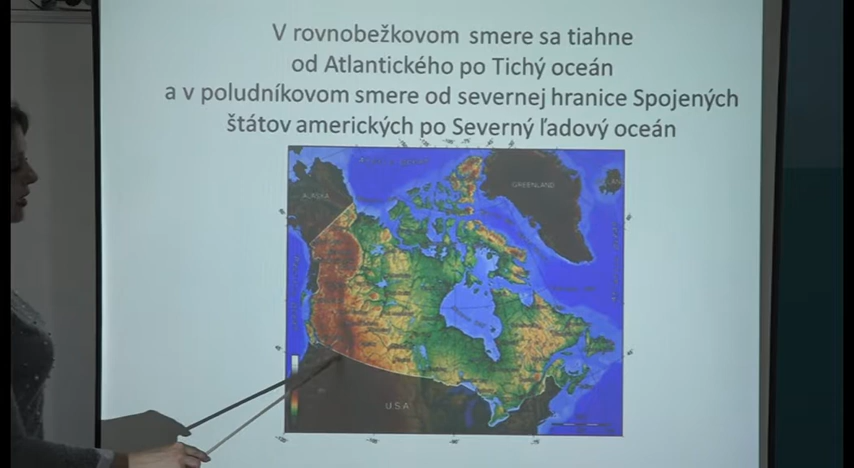 V rovnobežkovom smere sa tiahne
od Atlantického po Tichý oceán
a v poludníkovom smere od severnej hranice Spojených
štátov amerických po Severný ľadový oceán
ALASKA
GREENLAND
U.S.A.